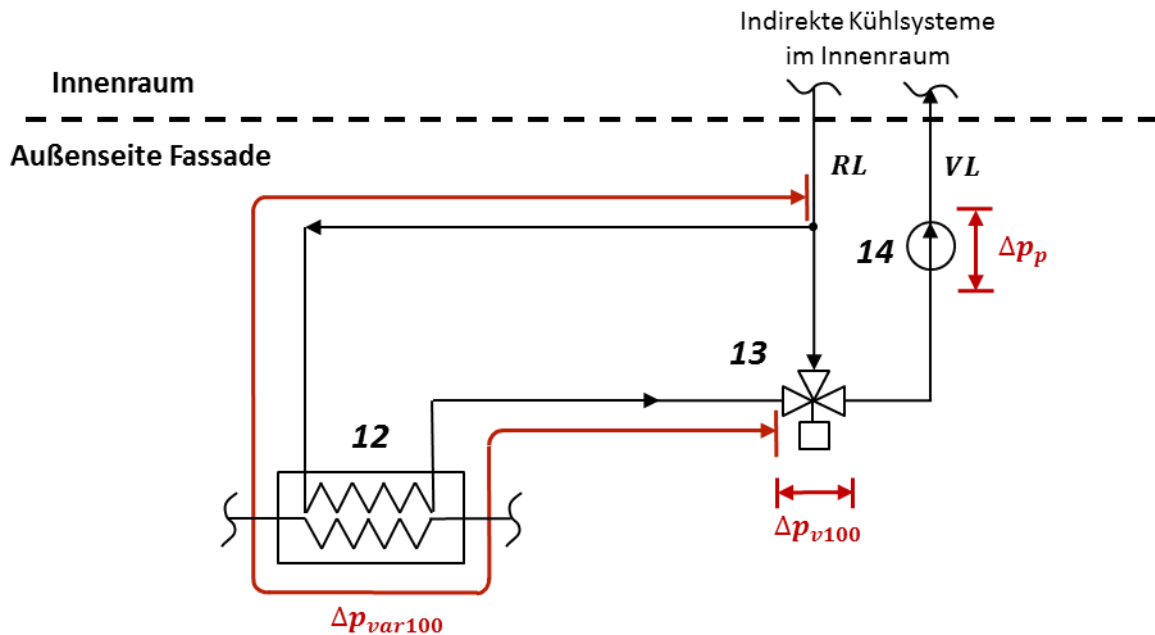 Indirekte Kühlsysteme
im Innenraum
Innenraum
Außenseite Fassade
RL
VL
14
Δp_p
13
12
Δp_v100
Δp_var100